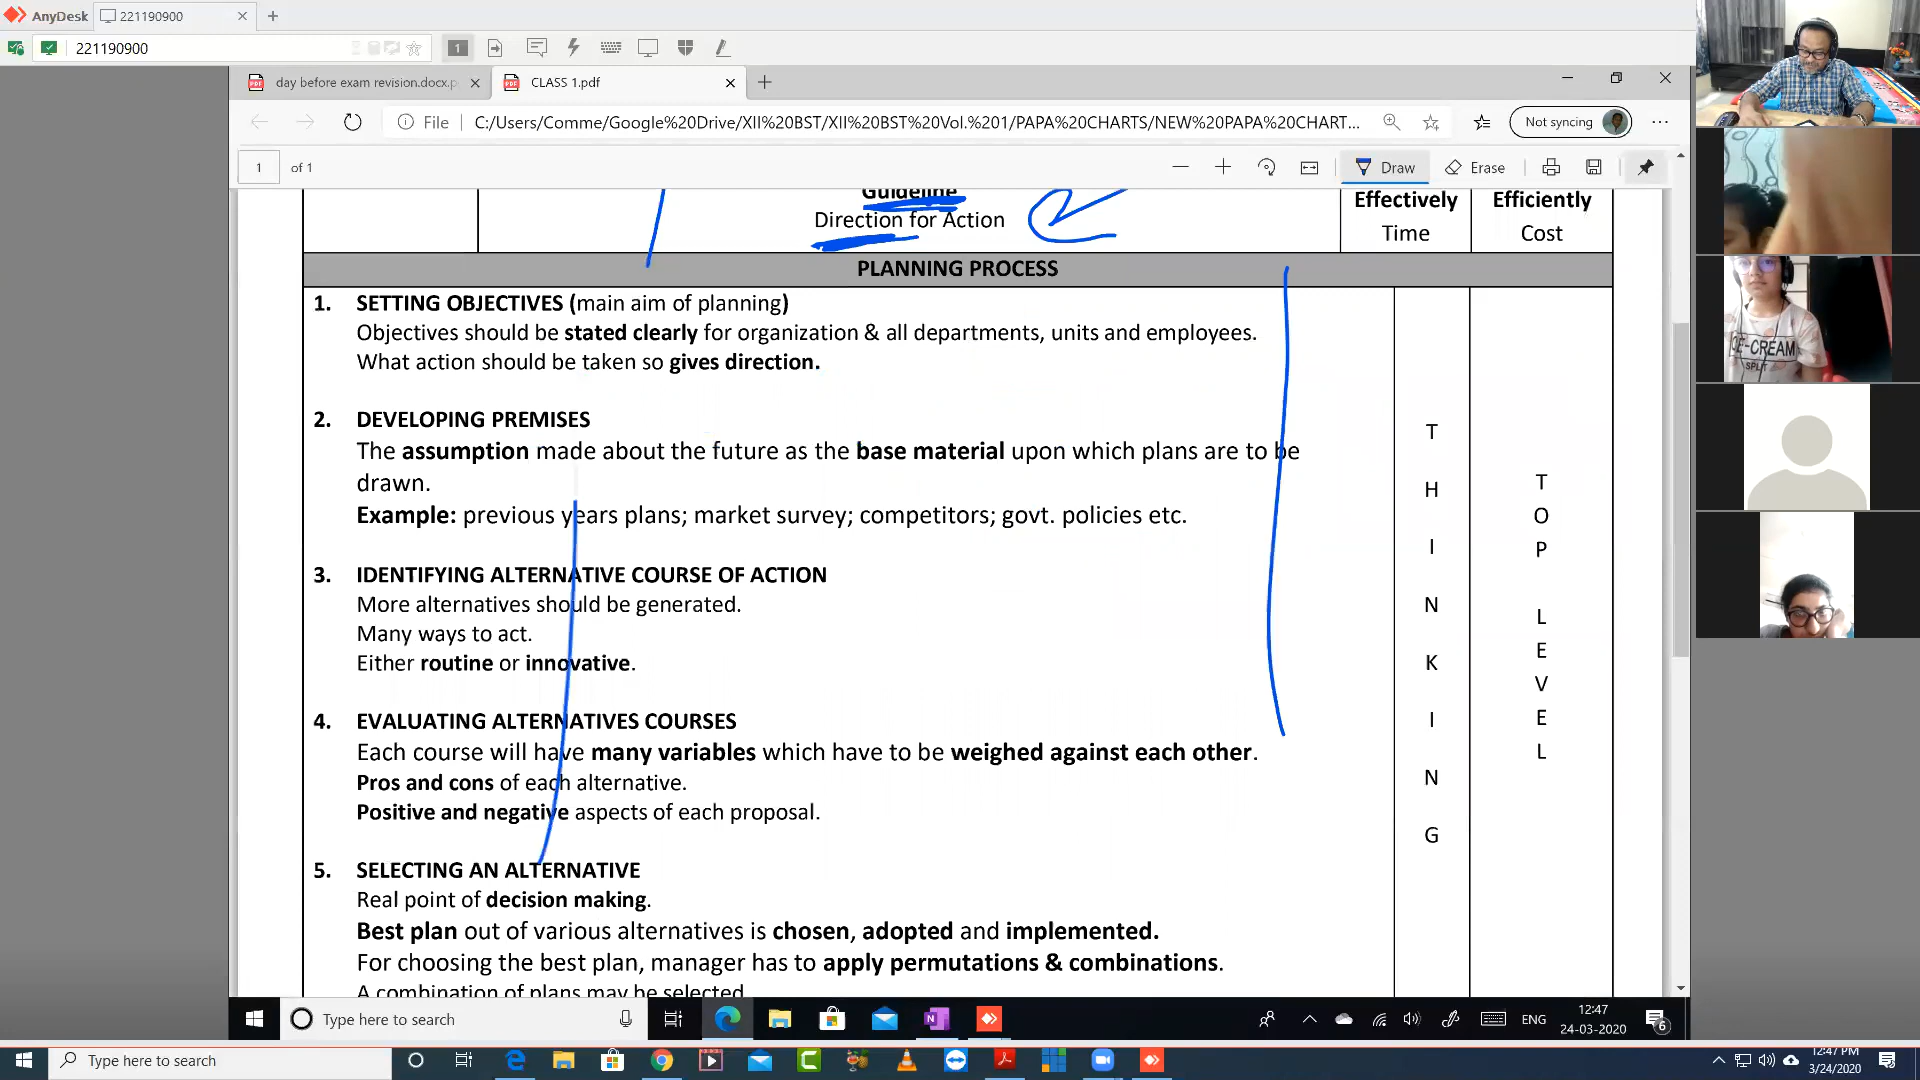 AnyDesk
221190900
221190900
1
day before exam revision.docx.p
CLASS 1.pdf
File
C:/Users/Comme/Google%20Drive/XII%20BST/XII%20BST%20Vol.%201/PAPA%20CHARTS/NEW%20PAPA%20CHART...
Not syncing
1
of 1
Draw
Erase
Guideline
Direction for Action
Effectively
Time
Efficiently
Cost
PLANNING PROCESS
1. SETTING OBJECTIVES (main aim of planning)
Objectives should be stated clearly for organization & all departments, units and employees.
What action should be taken so gives direction.
2. DEVELOPING PREMISES
The assumption made about the future as the base material upon which plans are to be
drawn.
Example: previous years plans; market survey; competitors; govt. policies etc.
3. IDENTIFYING ALTERNATIVE COURSE OF ACTION
More alternatives should be generated.
Many ways to act.
Either routine or innovative.
4. EVALUATING ALTERNATIVES COURSES
Each course will have many variables which have to be weighed against each other.
Pros and cons of each alternative.
Positive and negative aspects of each proposal.
5. SELECTING AN ALTERNATIVE
Real point of decision making.
Best plan out of various alternatives is chosen, adopted and implemented.
For choosing the best plan, manager has to apply permutations & combinations.
A combination of plans may be selected
T
H
I
N
K
I
N
G
T
O
P
L
E
V
E
L
CE-CREAM
SPLIT
Type here to search
ENG
12:47
24-03-2020
6
Type here to search
12:47 PM
3/24/2020